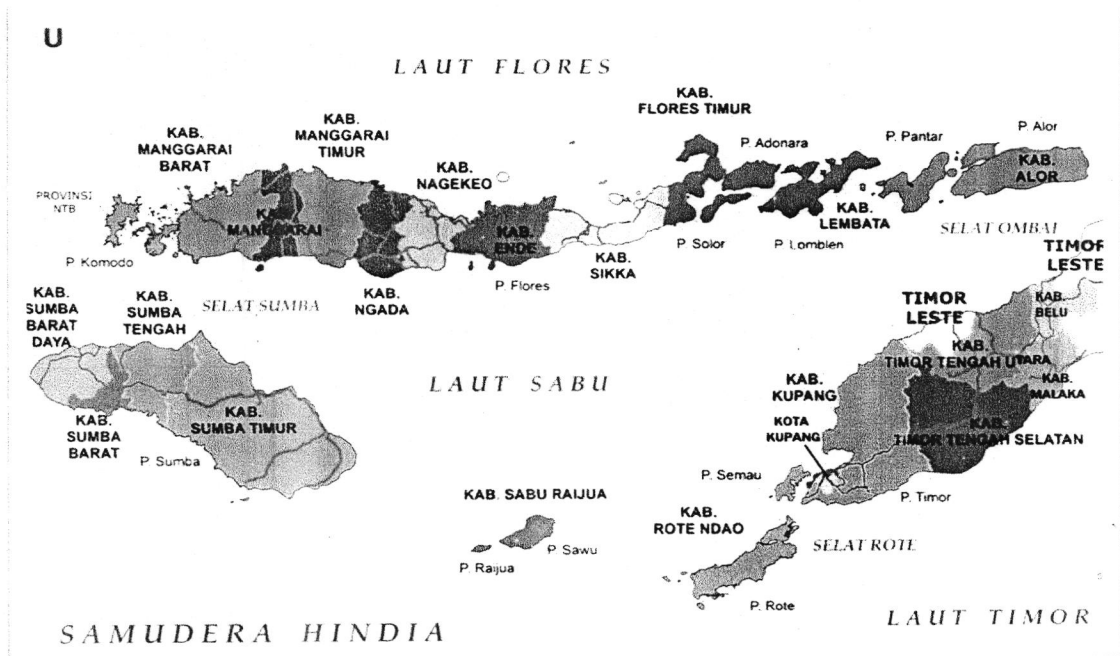 U
LAUT FLORES
KAB.
FLORES TIMUR
KAB.
MANGGARAI
BARAT
KAB.
MANGGARAI
TIMUR
KAB.
NAGEKEO
P. Adonara
P. Pantar
P. Alor
KAB.
ALOR
PROVINSI
NTB
KAB.
MANGGARAI
KAB.
ENDE
KAB.
LEMBATA
SELAT OMBAI
P. Komodo
P. Solor
P. Lomblen
KAB.
SIKKA
P. Flores
KAB.
NGADA
SELAT SUMBA
TIMOR
LESTE
KAB.
SUMBA
BARAT
DAYA
KAB.
SUMBA
TENGAH
TIMOR
LESTE
KAB.
BELU
KAB.
TIMOR TENGAH UTARA
LAUT SABU
KAB.
KUPANG
KAB.
MALAKA
KAB.
SUMBA
BARAT
KAB.
SUMBA TIMUR
KOTA
KUPANG
KAB.
TIMOR TENGAH SELATAN
P. Sumba
P. Semau
P. Timor
KAB. SABU RAIJUA
KAB.
ROTE NDAO
P. Sawu
P. Raijua
SELAT ROTE
P. Rote
LAUT TIMOR
SAMUDERA HINDIA